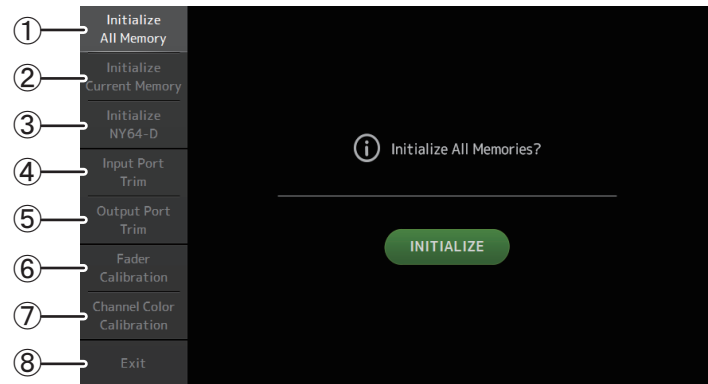 ①
Initialize
All Memory
②
Initialize
Current Memory
③
Initialize
NY64-D
④
Input Port
Trim
⑤
Output Port
Trim
⑥
Fader
Calibration
⑦
Channel Color
Calibration
⑧
Exit
Initialize All Memories?
INITIALIZE